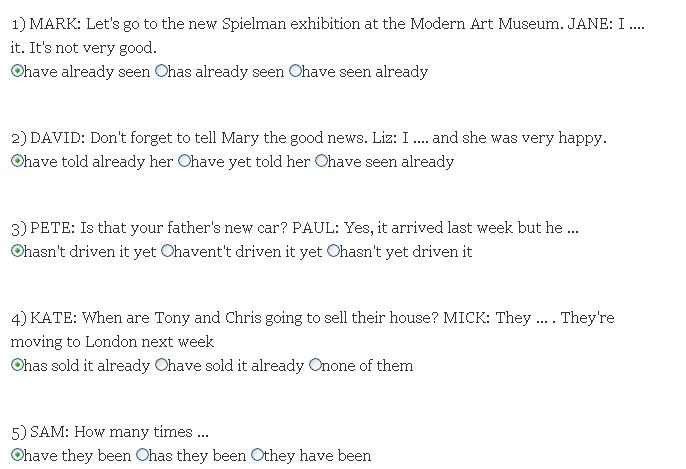 1) MARK: Let's go to the new Spielman exhibition at the Modern Art Museum. JANE: I ....
it. It's not very good.
have already seen has already seen have seen already
2) DAVID: Don't forget to tell Mary the good news. Liz: I .... and she was very happy.
have told already her have yet told her have seen already
3) PETE: Is that your father's new car? PAUL: Yes, it arrived last week but he ...
hasn't driven it yet havent't driven it yet hasn't yet driven it
4) KATE: When are Tony and Chris going to sell their house? MICK: They ... . They're
moving to London next week
has sold it already have sold it already none of them
5) SAM: How many times ...
have they been has they been they have been